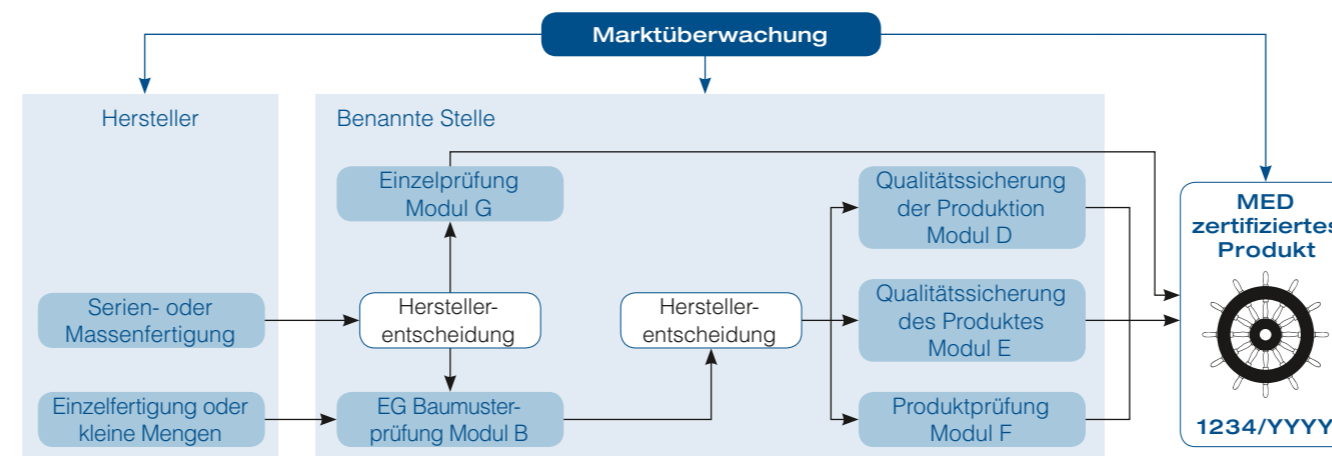 Marktüberwachung
Hersteller
Benannte Stelle
Einzelprüfung
Modul G
Qualitätssicherung
der Produktion
Modul D
MED
zertifiziertes
Produkt
Serien- oder
Massenfertigung
Hersteller-
entscheidung
Hersteller-
entscheidung
Qualitätssicherung
des Produktes
Modul E
Einzelfertigung oder
kleine Mengen
EG Baumuster-
prüfung Modul B
Produktprüfung
Modul F
1234/YYYY